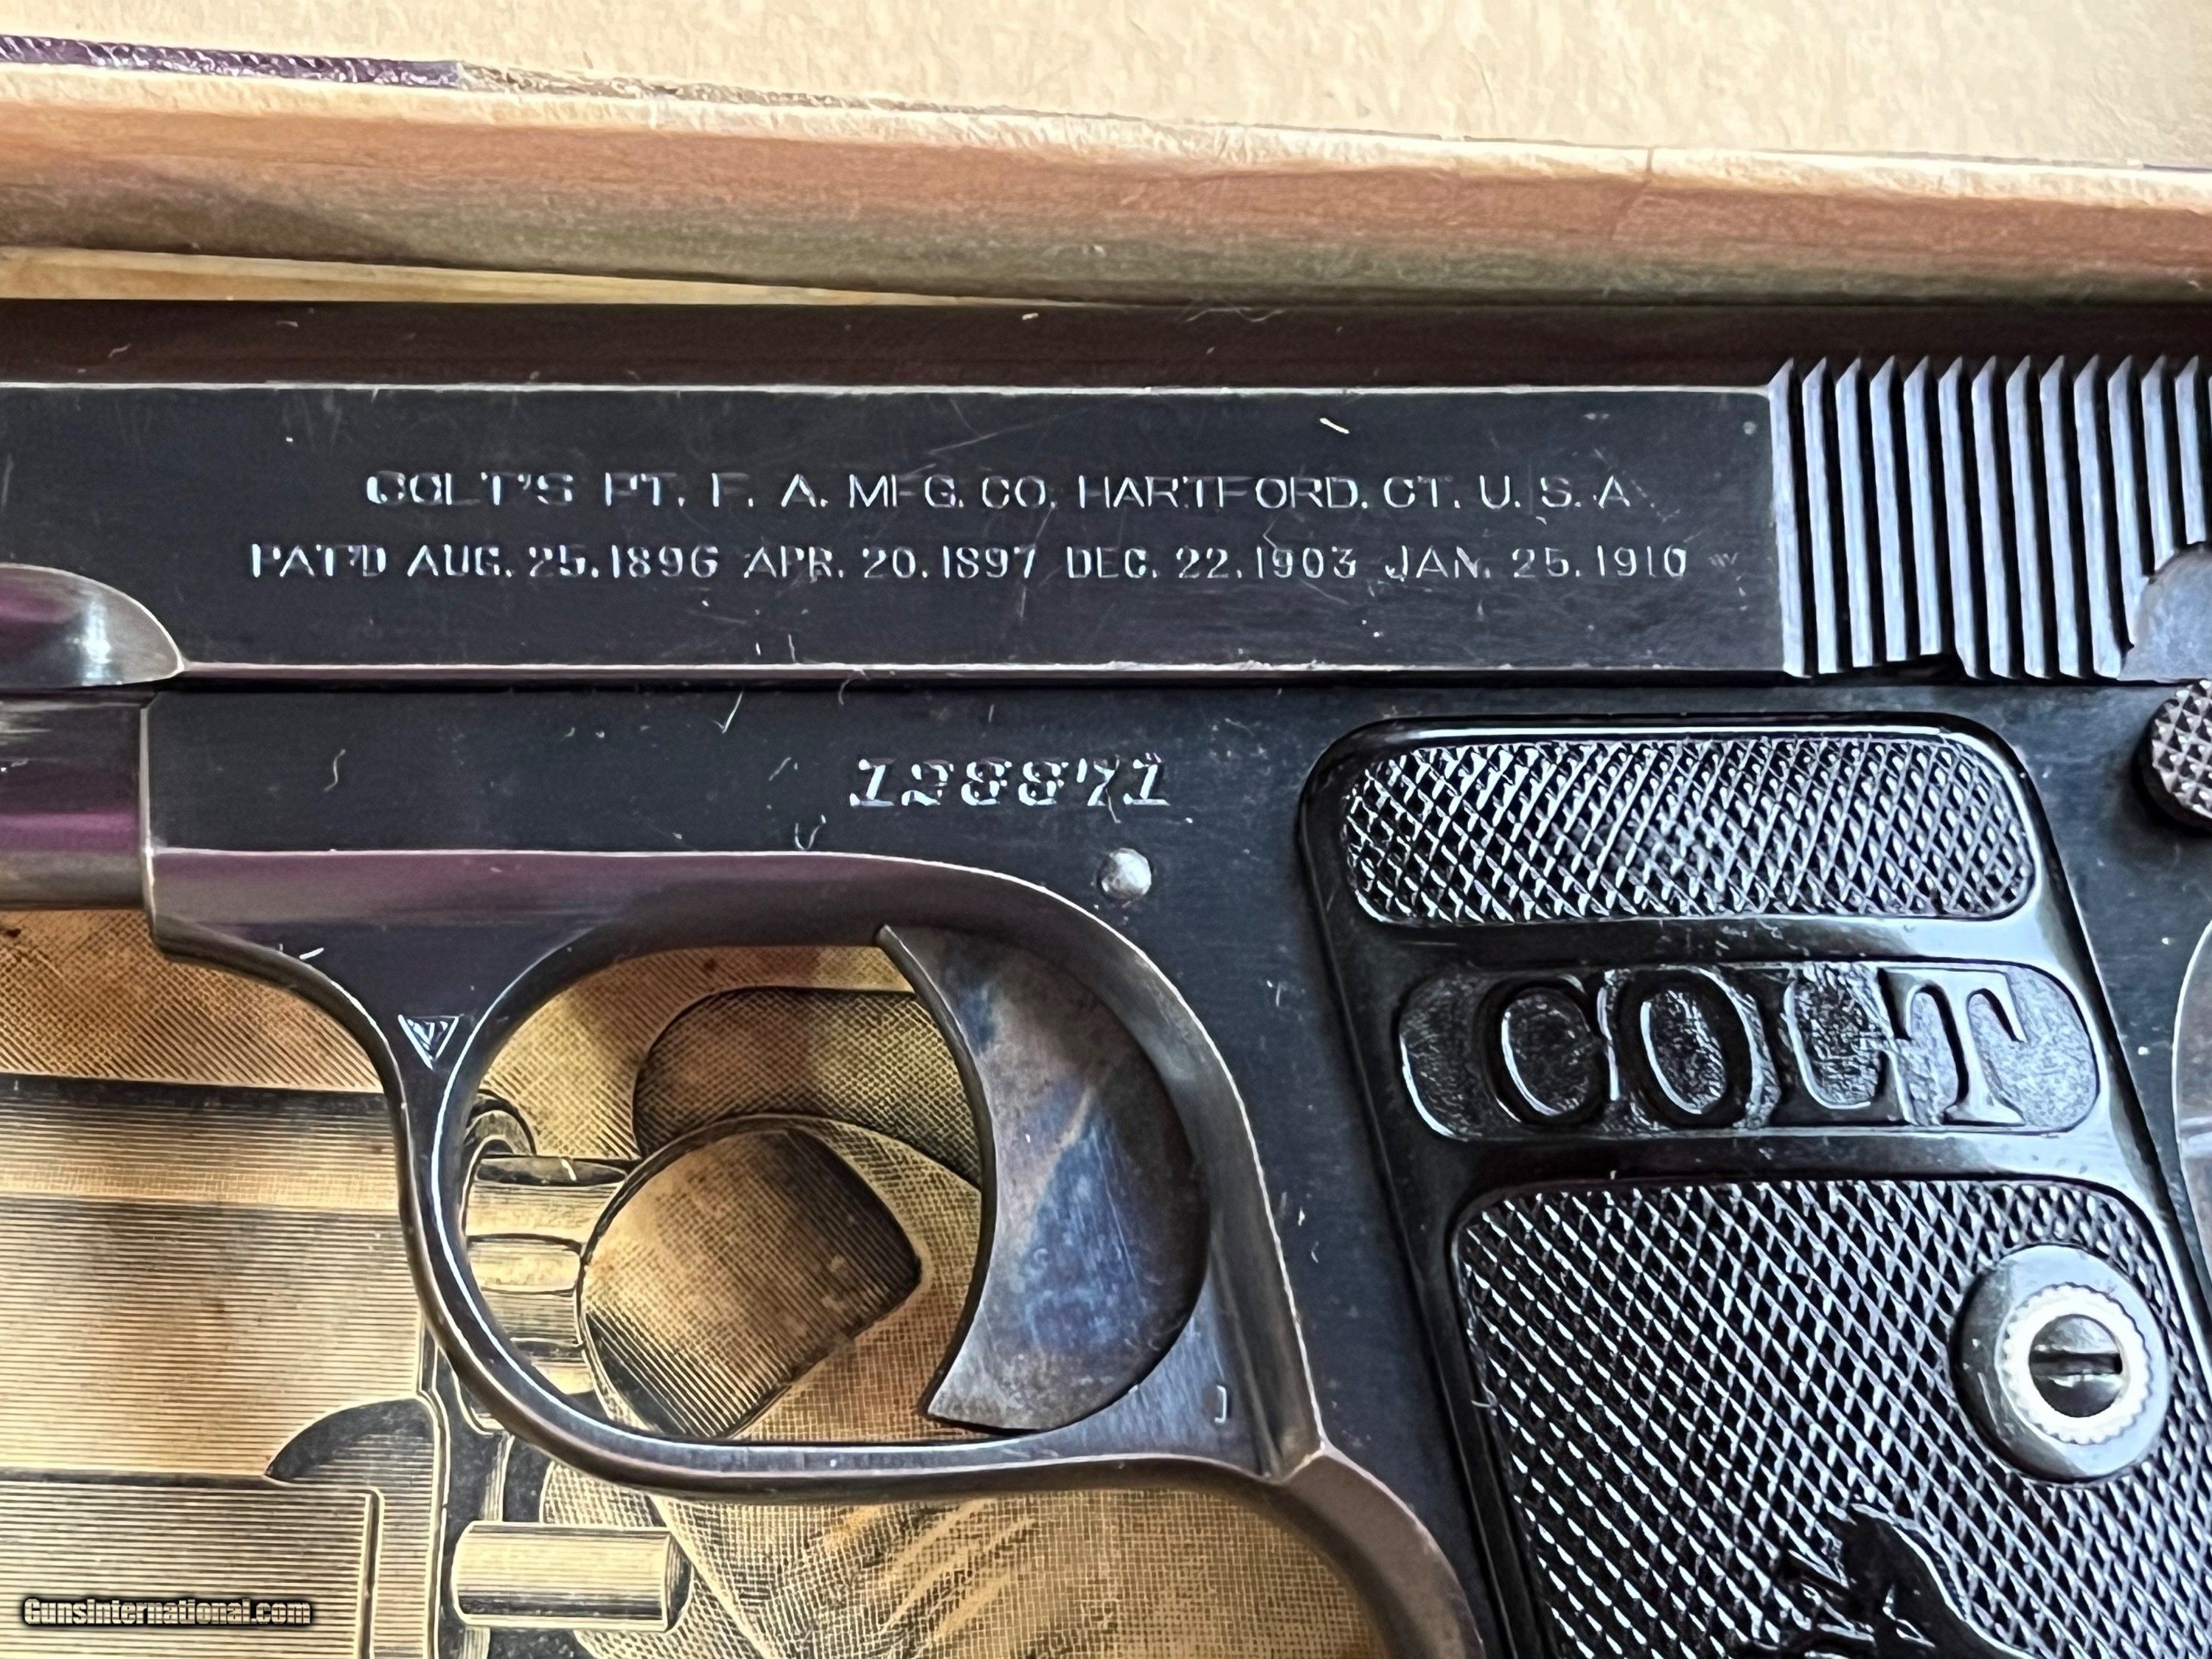 COLT'S PT. F. A. MFG. CO. HARTFORD. CT. U. S. A.
PAT'D AUG. 25. 1896 APR. 20. 1897 DEC. 22. 1903 JAN. 25. 1910
128871
COLT
GunsInternational.com